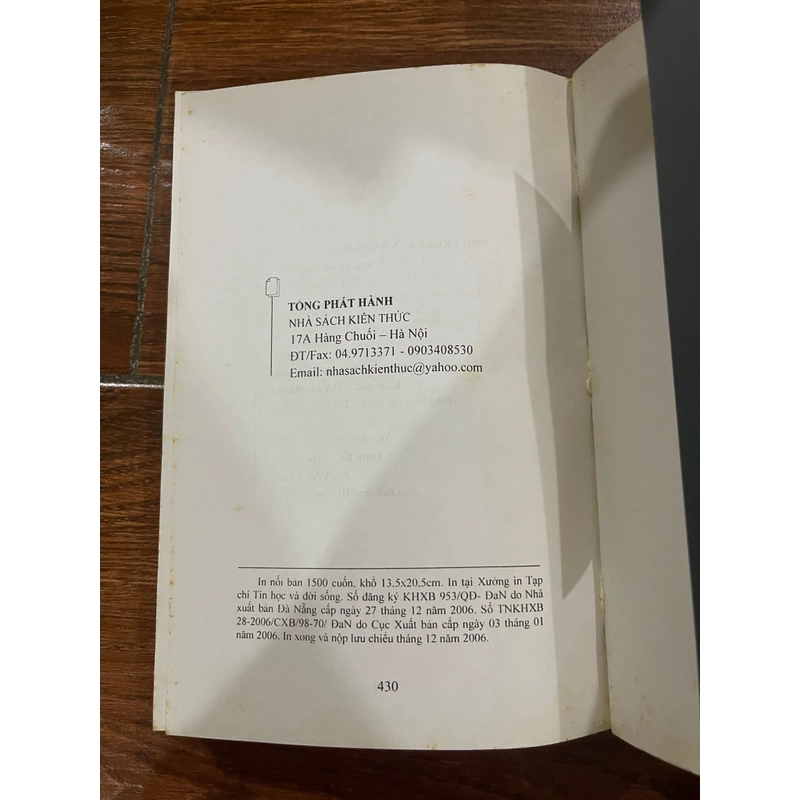 TỔNG PHÁT HÀNH
NHÀ SÁCH KIẾN THỨC
17A Hàng Chuối – Hà Nội
ĐT/Fax: 04.9713371 - 0903408530
Email: nhasachkienthuc@yahoo.com
In nối bản 1500 cuốn, khổ 13,5x20,5cm. In tại Xưởng in Tạp
chí Tin học và đời sống. Số đăng ký KHXB 953/QĐ- ĐaN do Nhà
xuất bản Đà Nẵng cấp ngày 27 tháng 12 năm 2006. Số TNKHXB
28-2006/CXB/98-70/ ĐaN do Cục Xuất bản cấp ngày 03 tháng 01
năm 2006. In xong và nộp lưu chiểu tháng 12 năm 2006.
430